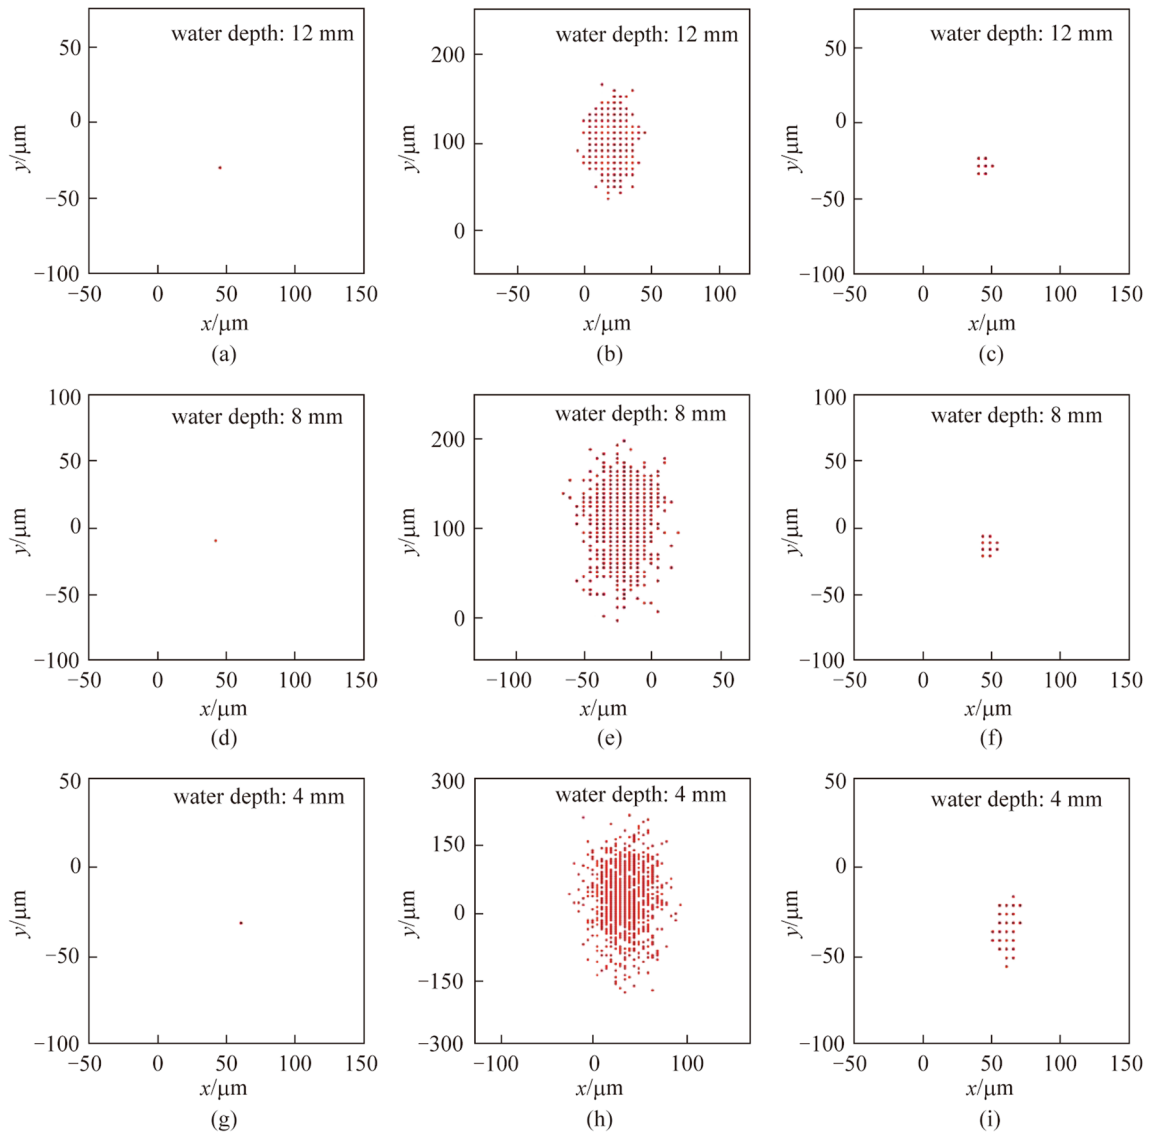 water depth: 12 mm
50
0
−50
−100
y/μm
−50 0 50 100 150
x/μm
(a)
water depth: 12 mm
200
100
0
y/μm
−50 0 50 100
x/μm
(b)
water depth: 12 mm
50
0
−50
−100
y/μm
−50 0 50 100 150
x/μm
(c)
water depth: 8 mm
100
50
0
−50
−100
y/μm
−50 0 50 100 150
x/μm
(d)
water depth: 8 mm
200
100
0
y/μm
−100 −50 0 50
x/μm
(e)
water depth: 8 mm
100
50
0
−50
−100
y/μm
−50 0 50 100 150
x/μm
(f)
water depth: 4 mm
50
0
−50
−100
y/μm
−50 0 50 100 150
x/μm
(g)
water depth: 4 mm
300
150
0
−150
−300
y/μm
−100 0 100
x/μm
(h)
water depth: 4 mm
50
0
−50
−100
y/μm
−50 0 50 100 150
x/μm
(i)